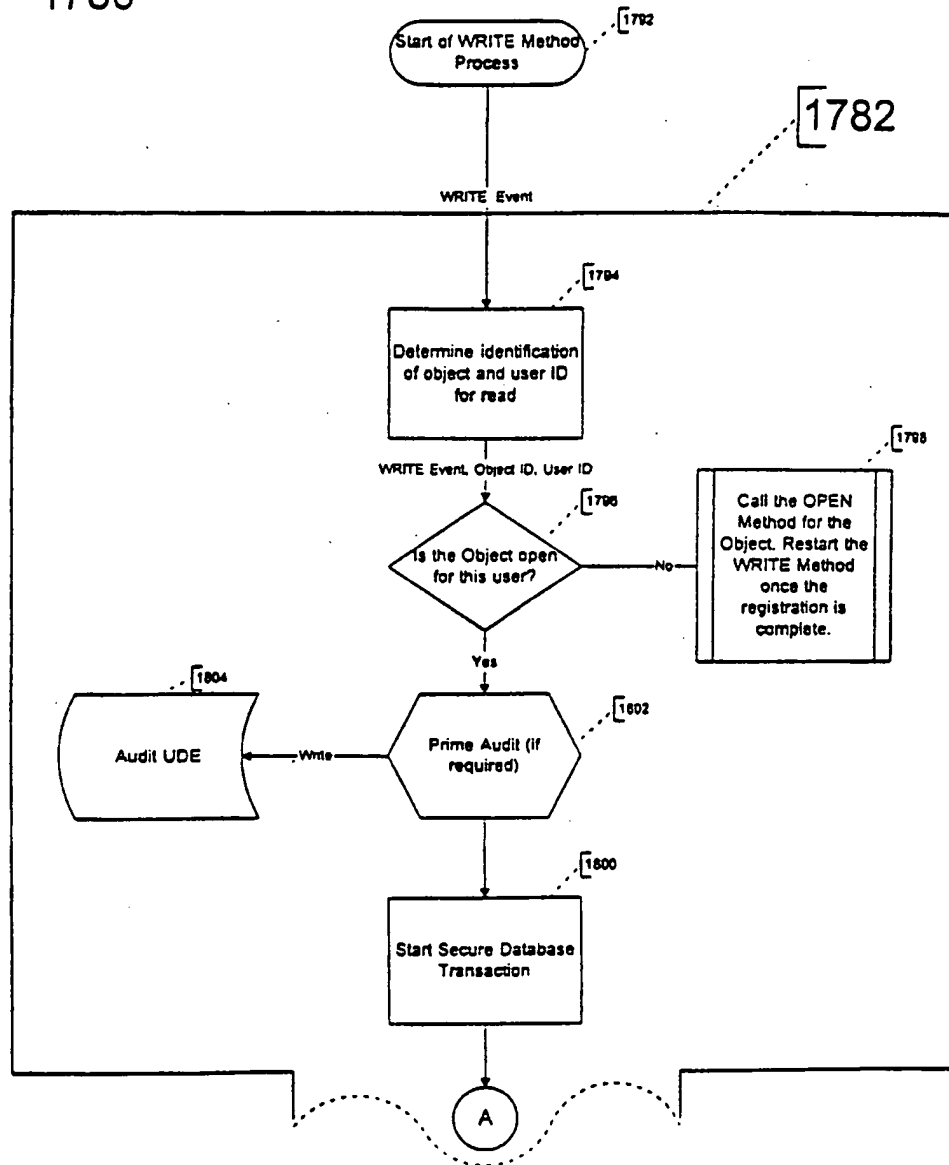 1792
Start of WRITE Method
Process
1782
WRITE Event
1794
Determine identification
of object and user ID
for read
1798
WRITE Event, Object ID, User ID
1796
Call the OPEN
Method for the
Object. Restart the
WRITE Method
once the
registration is
complete.
Is the Object open
for this user?
No
Yes
1804
1802
Audit UDE
Write
Prime Audit (if
required)
1800
Start Secure Database
Transaction
A